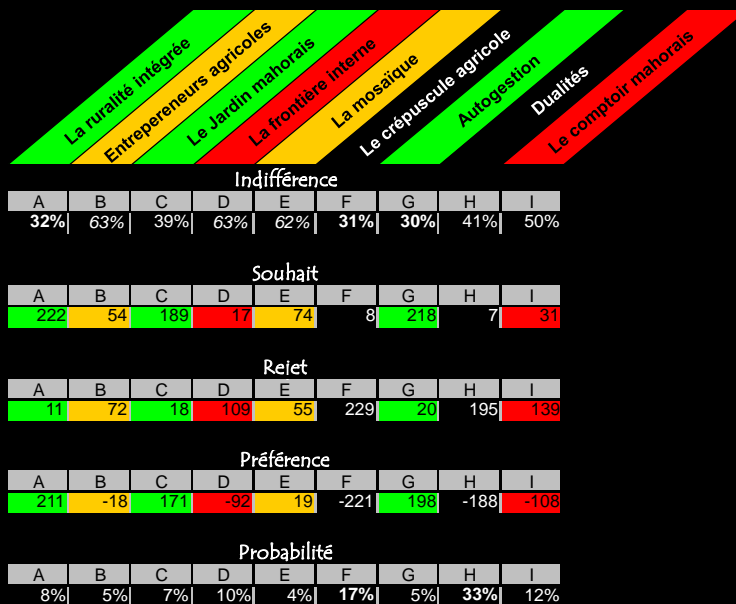 La ruralité intégrée
Entrepereneurs agricoles
Le Jardin mahorais
La frontière interne
La mosaïque
Le crépuscule agricole
Autogestion
Dualités
Le comptoir mahorais
Indifférence
A B C D E F G H I
32% 63% 39% 63% 62% 31% 30% 41% 50%
Souhait
A B C D E F G H I
222 54 189 17 74 8 218 7 31
Rejet
A B C D E F G H I
11 72 18 109 55 229 20 195 139
Préférence
A B C D E F G H I
211 -18 171 -92 19 -221 198 -188 -108
Probabilité
A B C D E F G H I
8% 5% 7% 10% 4% 17% 5% 33% 12%